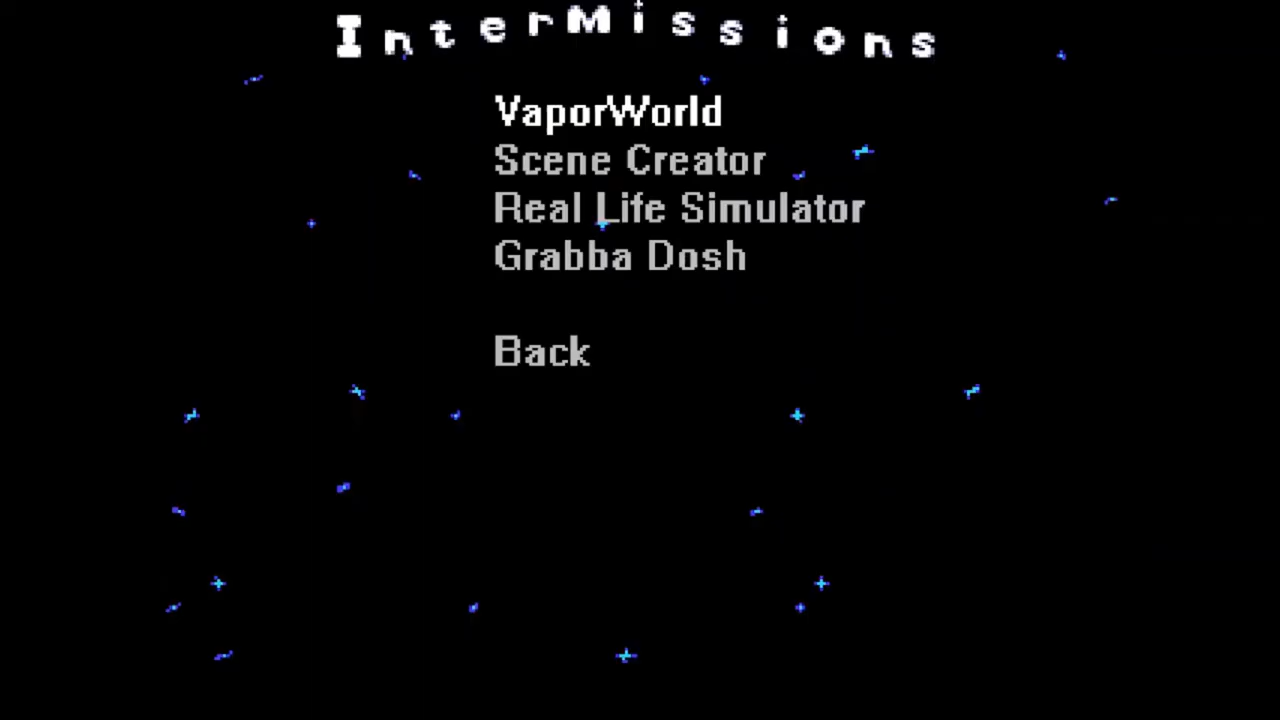 InterMissions
VaporWorld
Scene Creator
Real Life Simulator
Grabba Dosh
Back